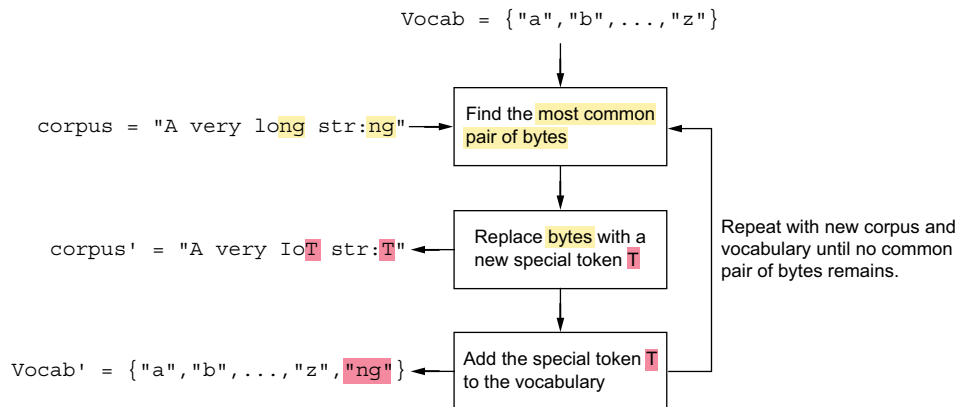 Vocab = {"a","b",...,"z"}
Find the most common
pair of bytes
corpus = "A very long str:ng"
Replace bytes with a
new special token T
corpus' = "A very IoT str:T"
Repeat with new corpus and
vocabulary until no common
pair of bytes remains.
Add the special token T
to the vocabulary
Vocab' = {"a","b",...,"z","ng"}